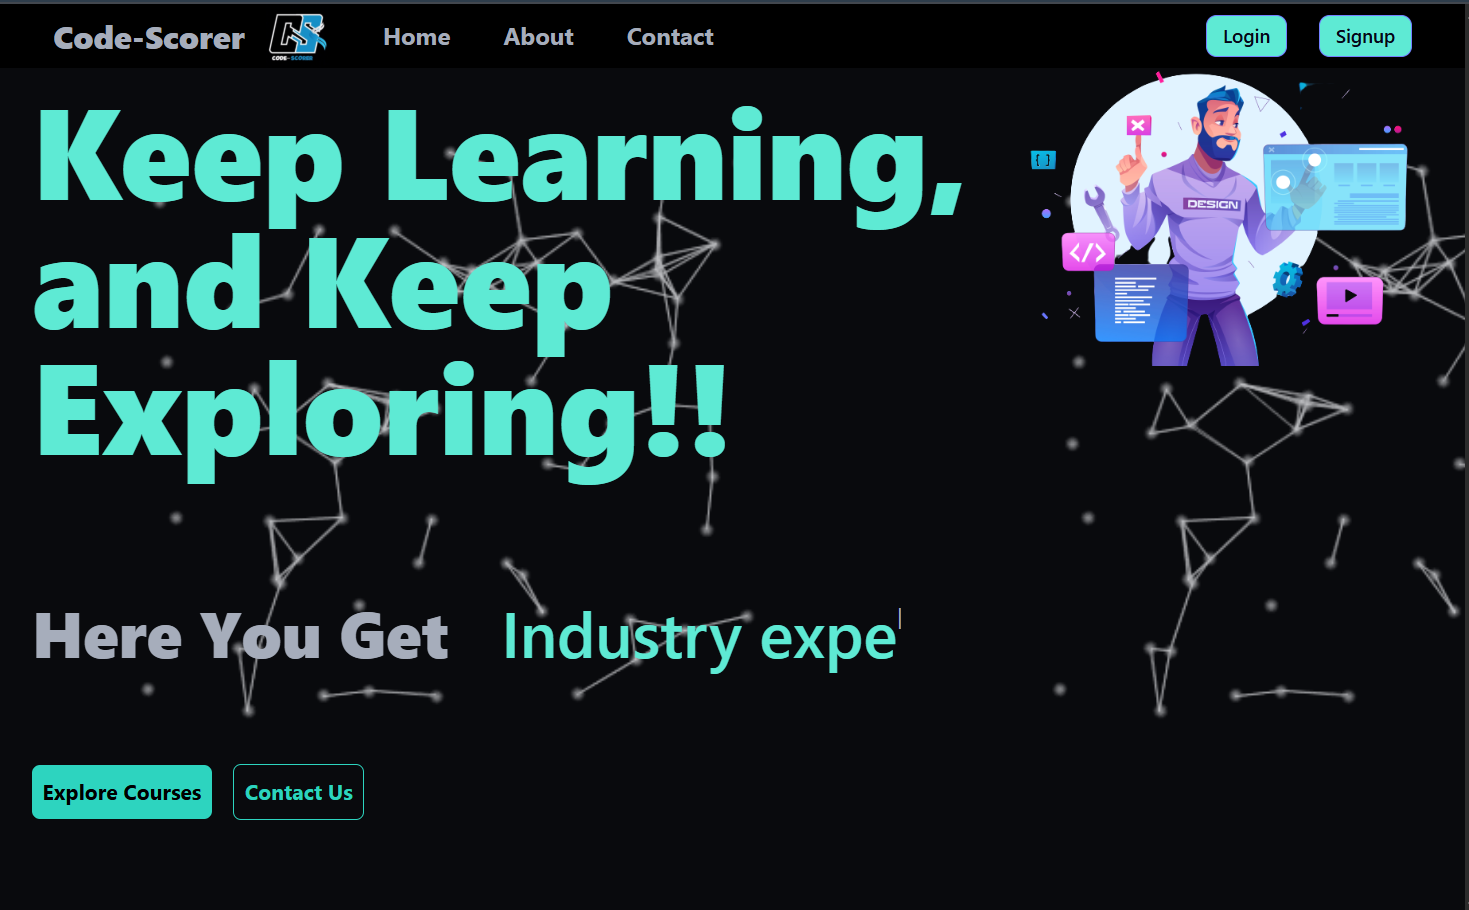 Code-Scorer
CODE-SCORER
Home
About
Contact
Login
Signup
Keep Learning,
and Keep
Exploring!!
DESIGN
{ }
</>
Here You Get
Industry expe
Explore Courses
Contact Us